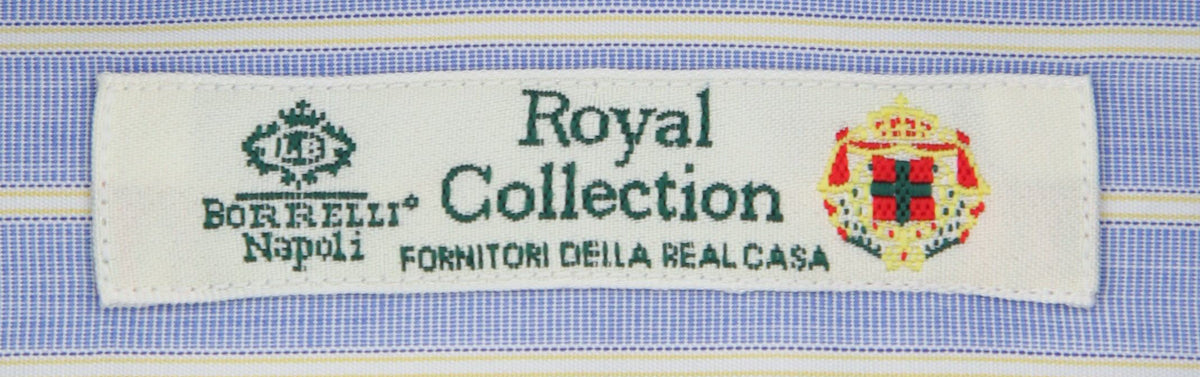 LB
BORRELLI
Napoli
Royal
Collection
FORNITORI DELLA REAL CASA